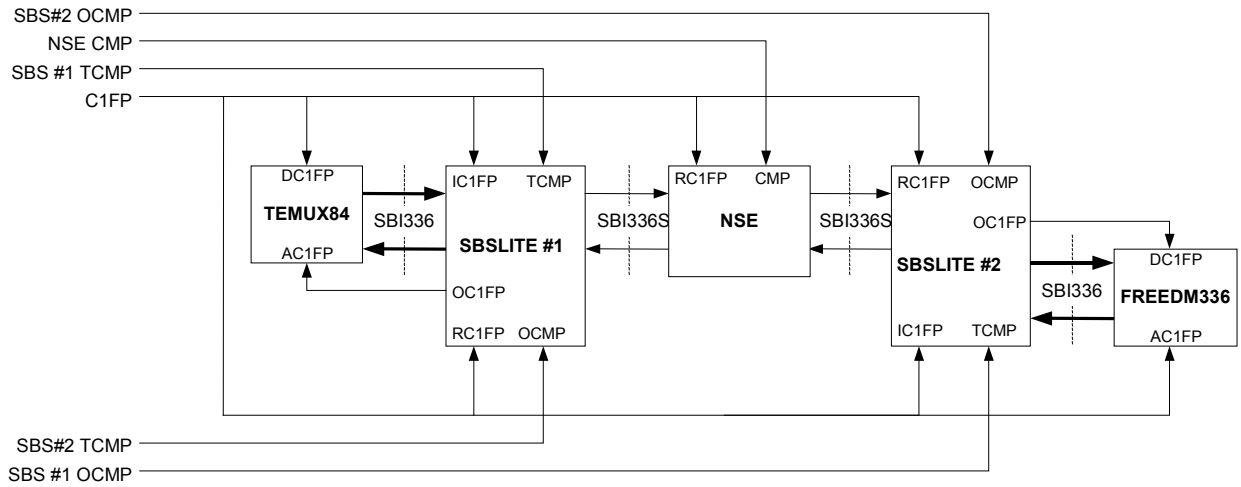 SBS#2 OCMP
NSE CMP
SBS #1 TCMP
C1FP
DC1FP
TEMUX84
AC1FP
SBI336
IC1FP TCMP
SBSLITE #1
OC1FP
RC1FP OCMP
SBI336S
RC1FP CMP
NSE
SBI336S
RC1FP OCMP
OC1FP
SBSLITE #2
IC1FP TCMP
SBI336
DC1FP
FREEDM336
AC1FP
SBS#2 TCMP
SBS #1 OCMP